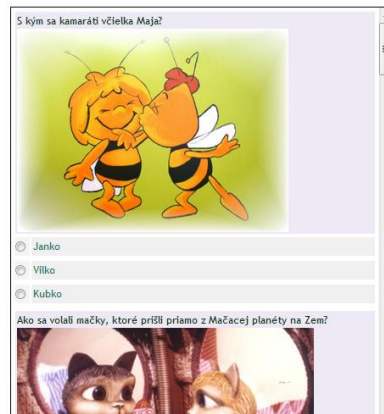 S kým sa kamaráti včielka Maja?
Janko
Vilko
Kubko
Ako sa volali mačky, ktoré prišli priamo z Mačacej planéty na Zem?